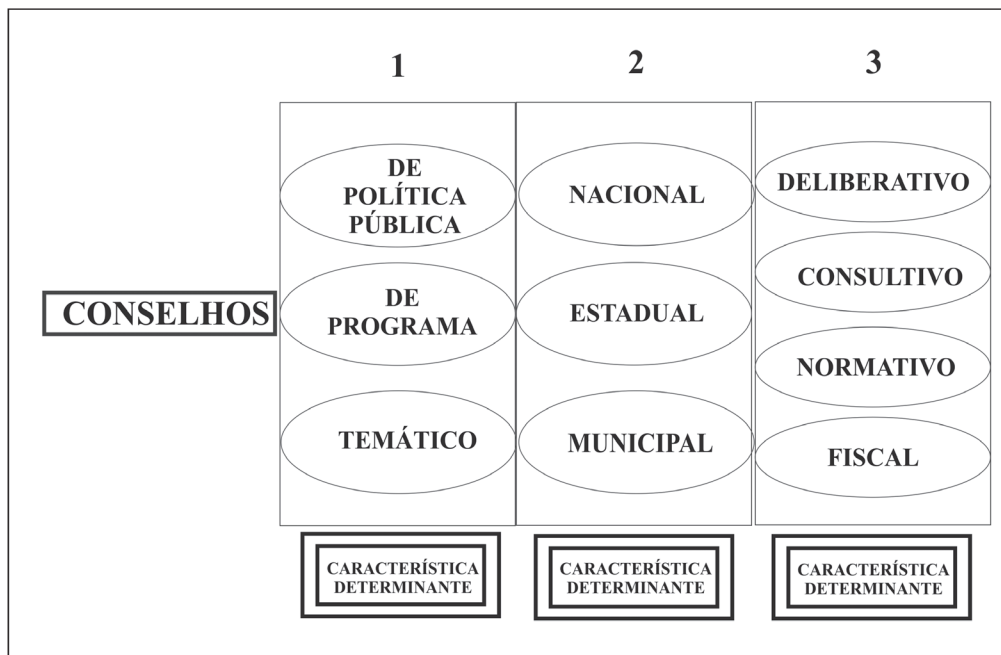 1
2
3
DE
POLÍTICA
PÚBLICA
NACIONAL
DELIBERATIVO
CONSULTIVO
CONSELHOS
DE
PROGRAMA
ESTADUAL
NORMATIVO
TEMÁTICO
MUNICIPAL
FISCAL
CARACTERÍSTICA
DETERMINANTE
CARACTERÍSTICA
DETERMINANTE
CARACTERÍSTICA
DETERMINANTE